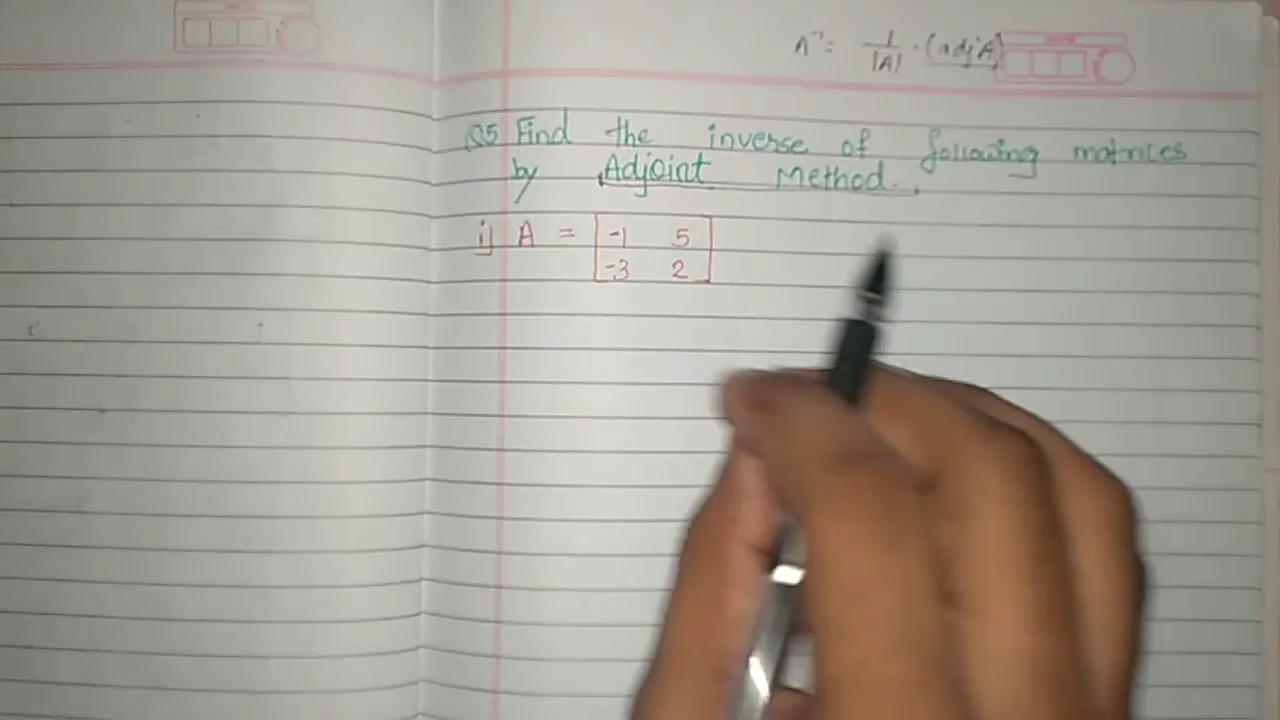 A⁻¹ = 1/|A| · (adj A)
Q5 Find the inverse of following matrices
by Adjoint Method.
i) A = [-1 5
-3 2]